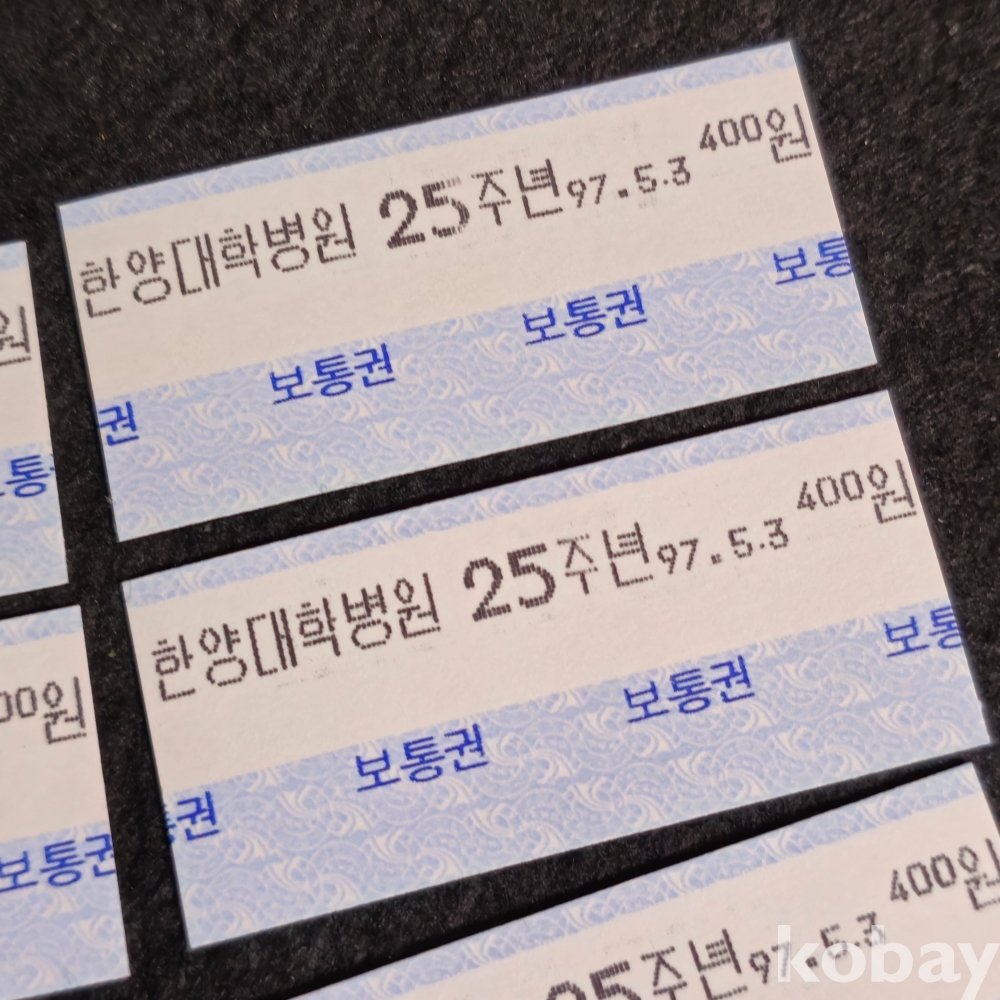 한양대학병원 25주년 97.5.3 400원
권 보통권 보통권 보통
한양대학병원 25주년 97.5.3 400원
권 보통권 보통권 보통
원
보통
00원
보통권
25주년 97.5.3 400원
kobay